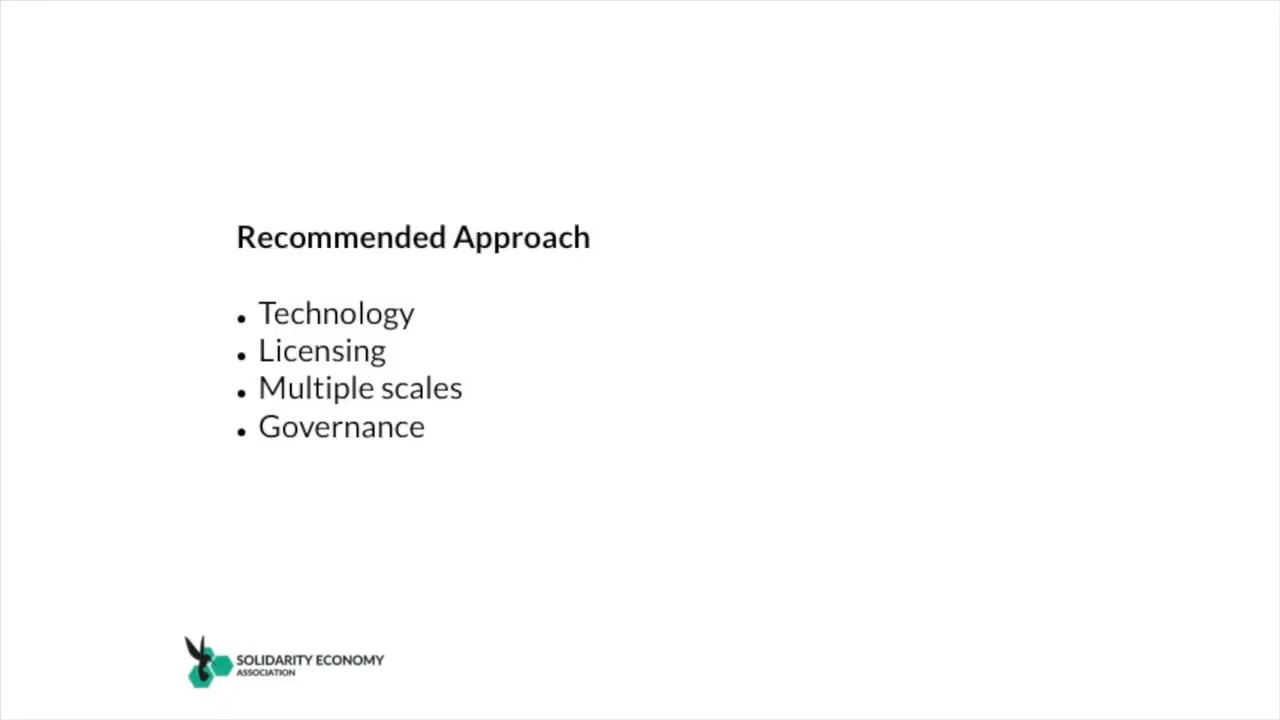 Recommended Approach
• Technology
• Licensing
• Multiple scales
• Governance
SOLIDARITY ECONOMY
ASSOCIATION